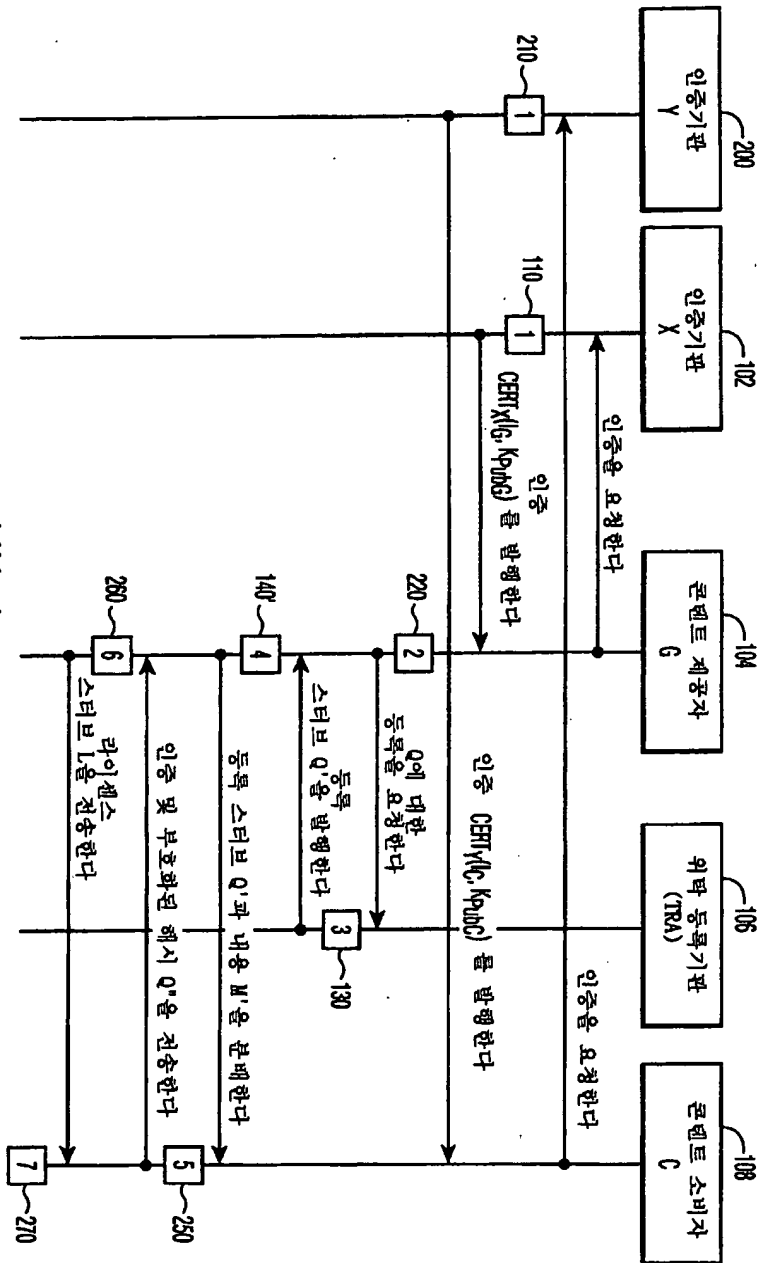 200
인증기관
Y
102
인증기관
X
104
콘텐트 제공자
G
106
위탁 등록기관
(TRA)
108
콘텐트 소비자
C
인증을 요청한다
인증을 요청한다
210
1
110
1
인증
CERTX(IG, KPubG) 를 발행한다
인증 CERTY(IC, KPubC) 를 발행한다
220
2
Q에 대한
등록을 요청한다
3
130
등록
스티브 Q'을 발행한다
140'
4
등록 스티브 Q'과 내용 M'을 분배한다
5
250
인증 및 부호화된 해시 Q"을 전송한다
260
6
라이센스
스티브 L을 전송한다
7
270